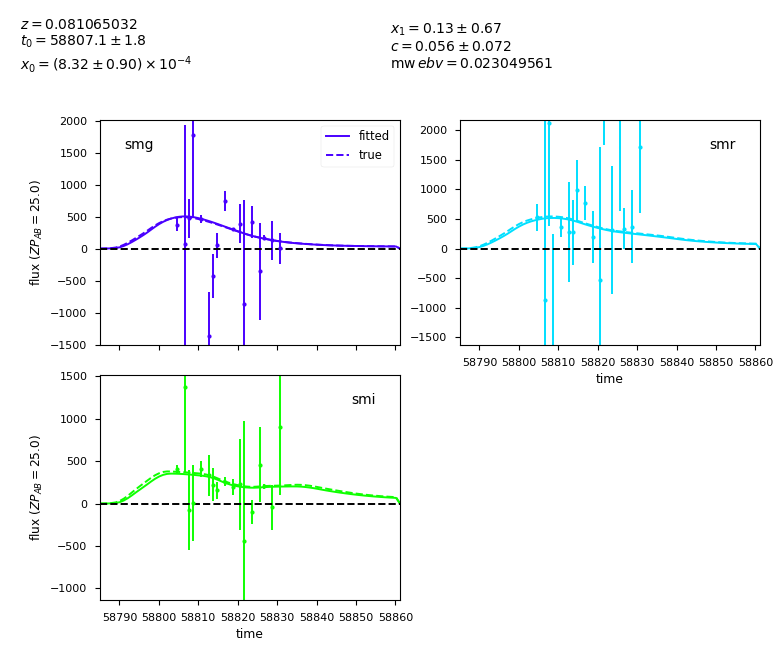 z = 0.081065032
t₀ = 58807.1 ± 1.8
x₀ = (8.32 ± 0.90) × 10⁻⁴
x₁ = 0.13 ± 0.67
c = 0.056 ± 0.072
mw ebv = 0.023049561
smg
fitted
true
2000
1500
1000
500
0
−500
−1000
−1500
flux (ZP_AB = 25.0)
smr
2000
1500
1000
500
0
−500
−1000
−1500
58790 58800 58810 58820 58830 58840 58850 58860
time
smi
1500
1000
500
0
−500
−1000
flux (ZP_AB = 25.0)
58790 58800 58810 58820 58830 58840 58850 58860
time